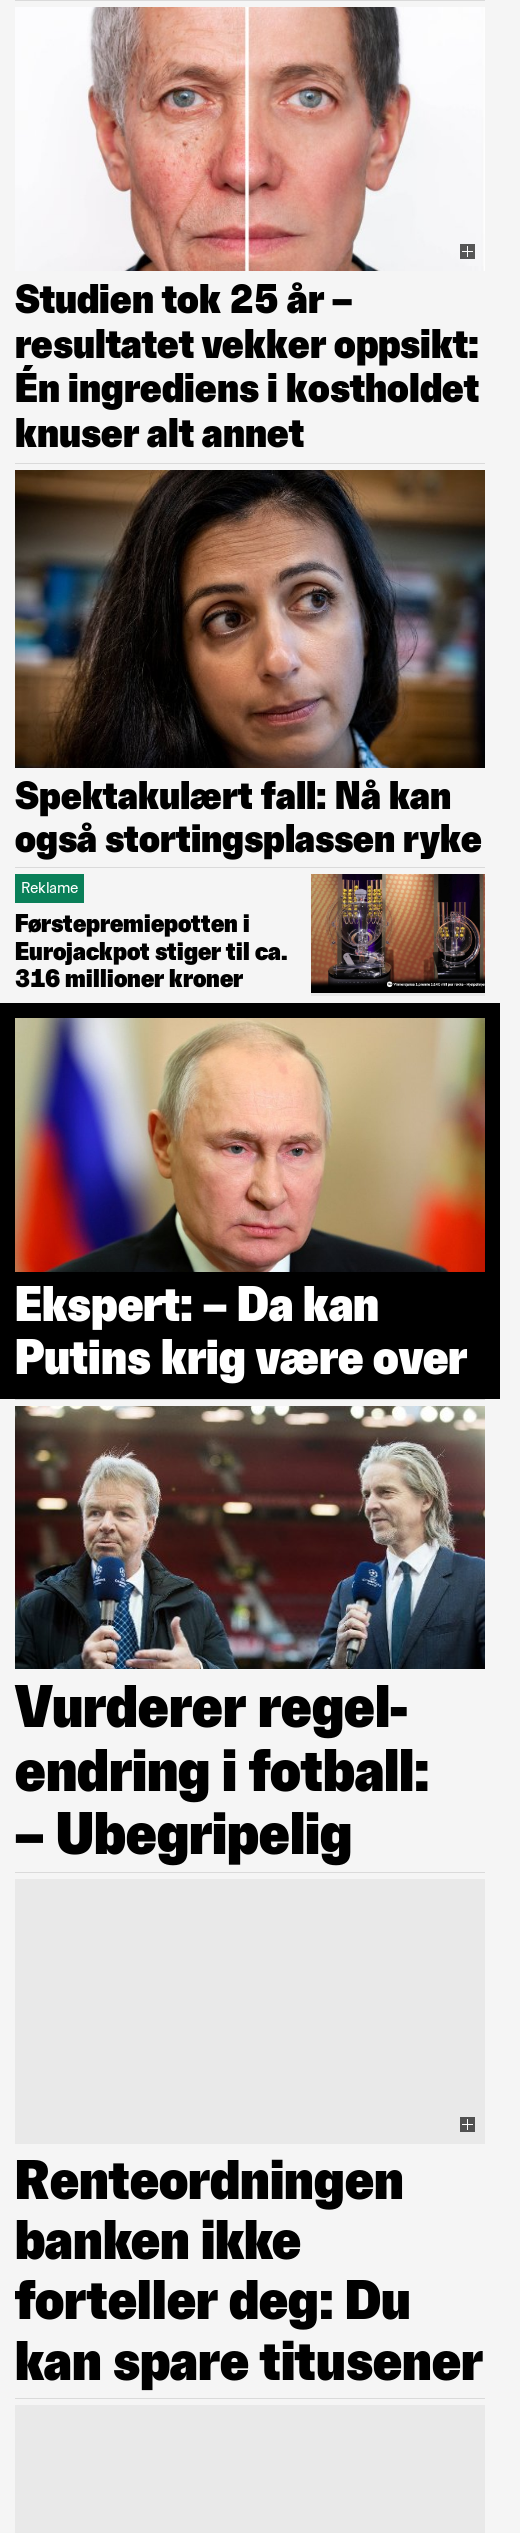 Studien tok 25 år –
resultatet vekker oppsikt:
Én ingrediens i kostholdet
knuser alt annet
Spektakulært fall: Nå kan
også stortingsplassen ryke
Reklame
Førstepremiepotten i
Eurojackpot stiger til ca.
316 millioner kroner
Ekspert: – Da kan
Putins krig være over
Vurderer regel-
endring i fotball:
– Ubegripelig
Renteordningen
banken ikke
forteller deg: Du
kan spare titusener